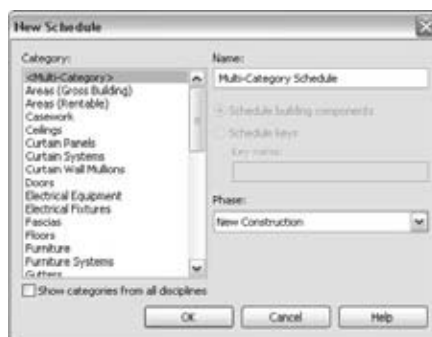 New Schedule
Category:
<Multi-Category>
Areas (Gross Building)
Areas (Rentable)
Casework
Ceilings
Curtain Panels
Curtain Systems
Curtain Wall Mullions
Doors
Electrical Equipment
Electrical Fixtures
Fascias
Floors
Furniture
Furniture Systems
Gutters
Show categories from all disciplines
Name:
Multi-Category Schedule
Schedule building components
Schedule keys
Key name:
Phase:
New Construction
OK
Cancel
Help